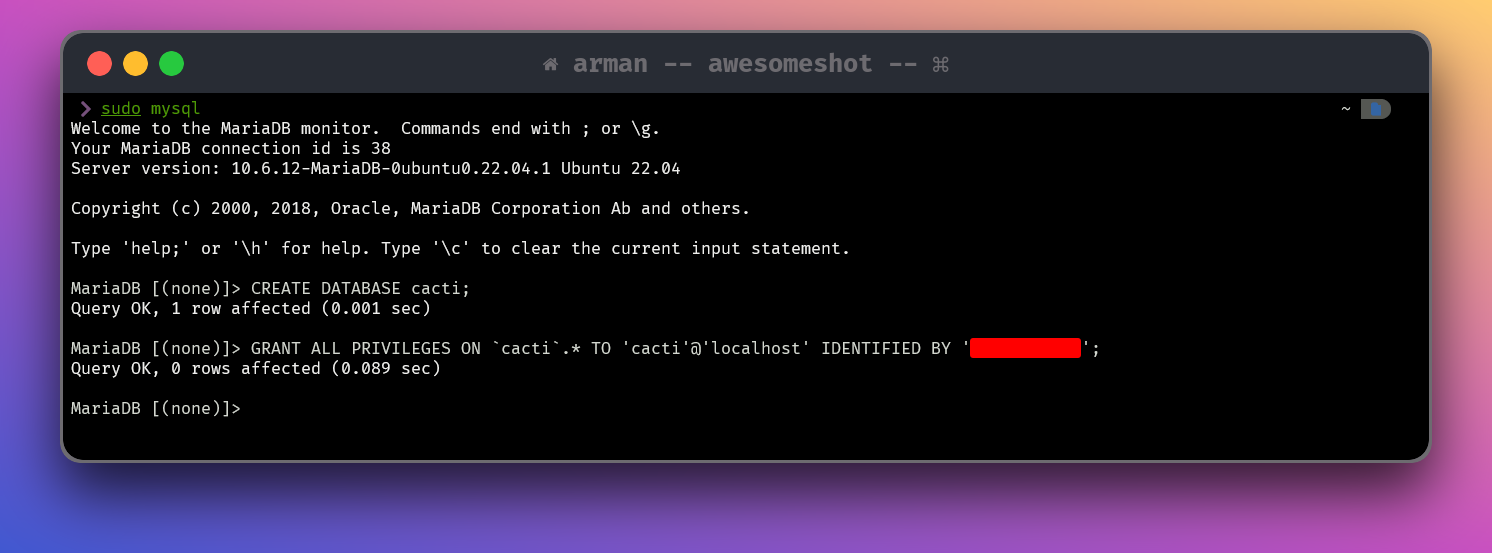 arman -- awesomeshot -- ⌘
❯ sudo mysql ~
Welcome to the MariaDB monitor.  Commands end with ; or \g.
Your MariaDB connection id is 38
Server version: 10.6.12-MariaDB-0ubuntu0.22.04.1 Ubuntu 22.04
Copyright (c) 2000, 2018, Oracle, MariaDB Corporation Ab and others.
Type 'help;' or '\h' for help. Type '\c' to clear the current input statement.
MariaDB [(none)]> CREATE DATABASE cacti;
Query OK, 1 row affected (0.001 sec)
MariaDB [(none)]> GRANT ALL PRIVILEGES ON `cacti`.* TO 'cacti'@'localhost' IDENTIFIED BY '';
Query OK, 0 rows affected (0.089 sec)
MariaDB [(none)]>